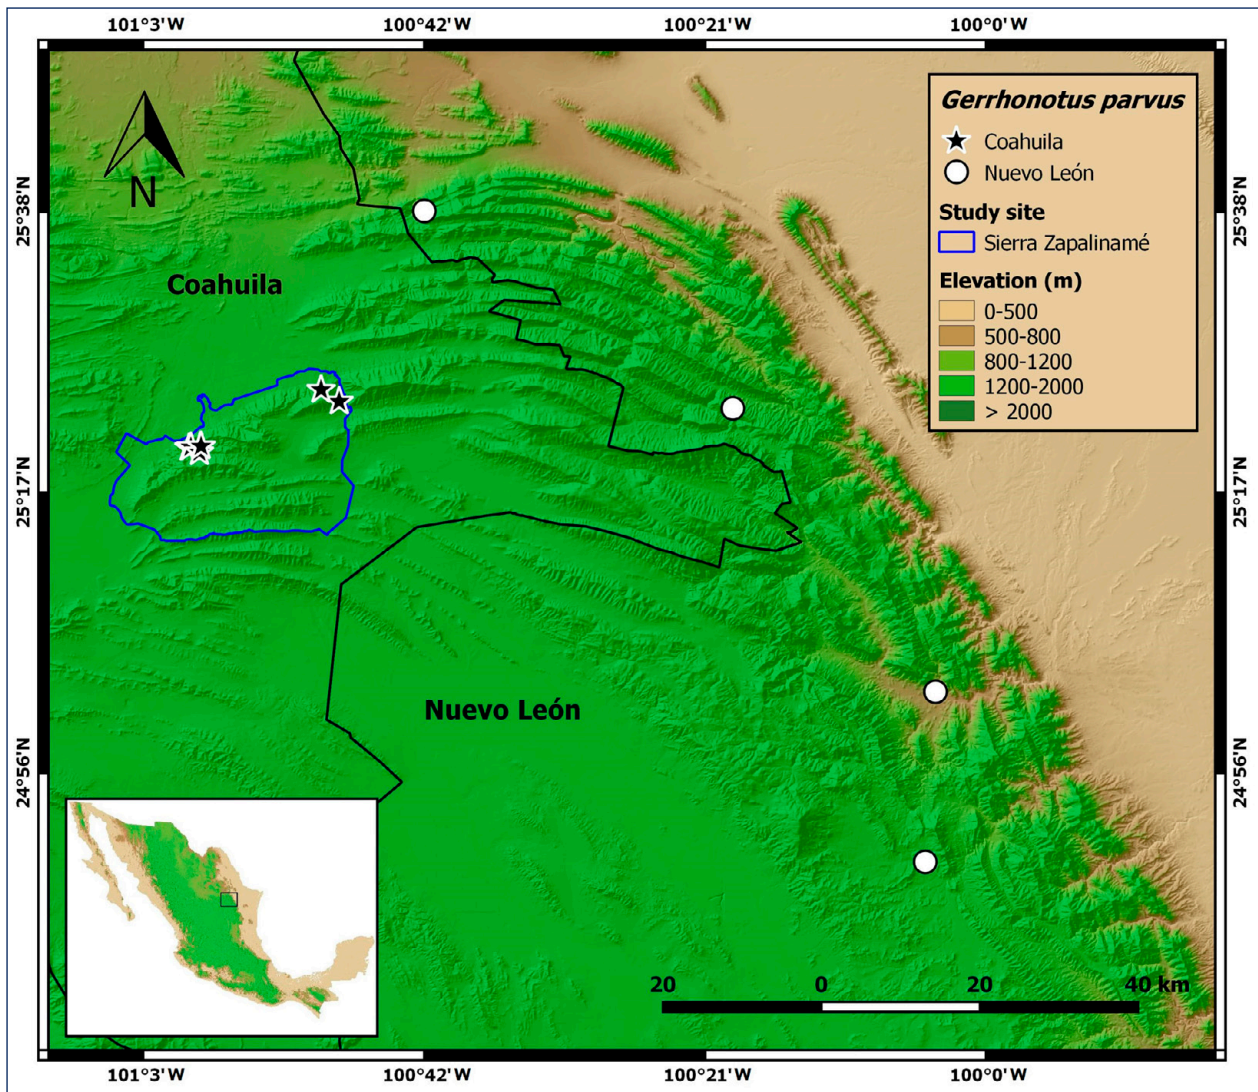 101°3'W 100°42'W 100°21'W 100°0'W
Gerrhonotus parvus
Coahuila
Nuevo León
Study site
Sierra Zapalinamé
Elevation (m)
0-500
500-800
800-1200
1200-2000
> 2000
N
25°38'N 25°38'N
Coahuila
25°17'N 25°17'N
Nuevo León
24°56'N 24°56'N
20 0 20 40 km
101°3'W 100°42'W 100°21'W 100°0'W